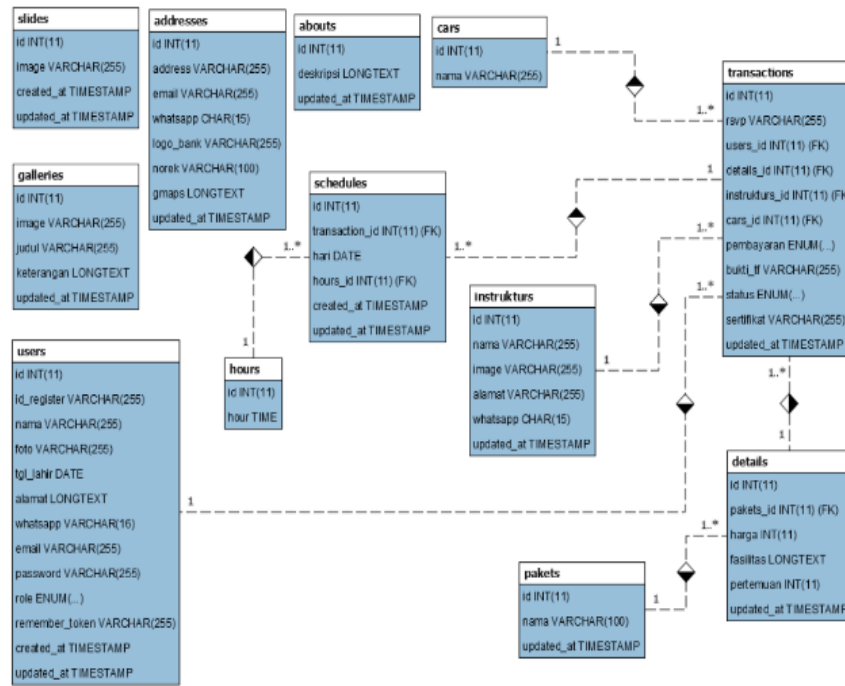 slides
id INT(11)
image VARCHAR(255)
created_at TIMESTAMP
updated_at TIMESTAMP
addresses
id INT(11)
address VARCHAR(255)
email VARCHAR(255)
whatsapp CHAR(15)
logo_bank VARCHAR(255)
norek VARCHAR(100)
gmaps LONGTEXT
updated_at TIMESTAMP
abouts
id INT(11)
deskripsi LONGTEXT
updated_at TIMESTAMP
cars
id INT(11)
nama VARCHAR(255)
1
1..*
transactions
id INT(11)
rsvp VARCHAR(255)
users_id INT(11) (FK)
details_id INT(11) (FK)
instrukturs_id INT(11) (FK
cars_id INT(11) (FK)
pembayaran ENUM(...)
bukti_tf VARCHAR(255)
status ENUM(...)
sertifikat VARCHAR(255)
updated_at TIMESTAMP
galleries
id INT(11)
image VARCHAR(255)
judul VARCHAR(255)
keterangan LONGTEXT
updated_at TIMESTAMP
schedules
id INT(11)
transaction_id INT(11) (FK)
hari DATE
hours_id INT(11) (FK)
created_at TIMESTAMP
updated_at TIMESTAMP
1
1..*
1..*
1
hours
id INT(11)
hour TIME
instrukturs
id INT(11)
nama VARCHAR(255)
image VARCHAR(255)
alamat VARCHAR(255)
whatsapp CHAR(15)
updated_at TIMESTAMP
1
1..*
1..*
users
id INT(11)
id_register VARCHAR(255)
nama VARCHAR(255)
foto VARCHAR(255)
tgl_lahir DATE
alamat LONGTEXT
whatsapp VARCHAR(16)
email VARCHAR(255)
password VARCHAR(255)
role ENUM(...)
remember_token VARCHAR(255)
created_at TIMESTAMP
updated_at TIMESTAMP
1
1..*
1
details
id INT(11)
pakets_id INT(11) (FK)
harga INT(11)
fasilitas LONGTEXT
pertemuan INT(11)
updated_at TIMESTAMP
1..*
1
pakets
id INT(11)
nama VARCHAR(100)
updated_at TIMESTAMP